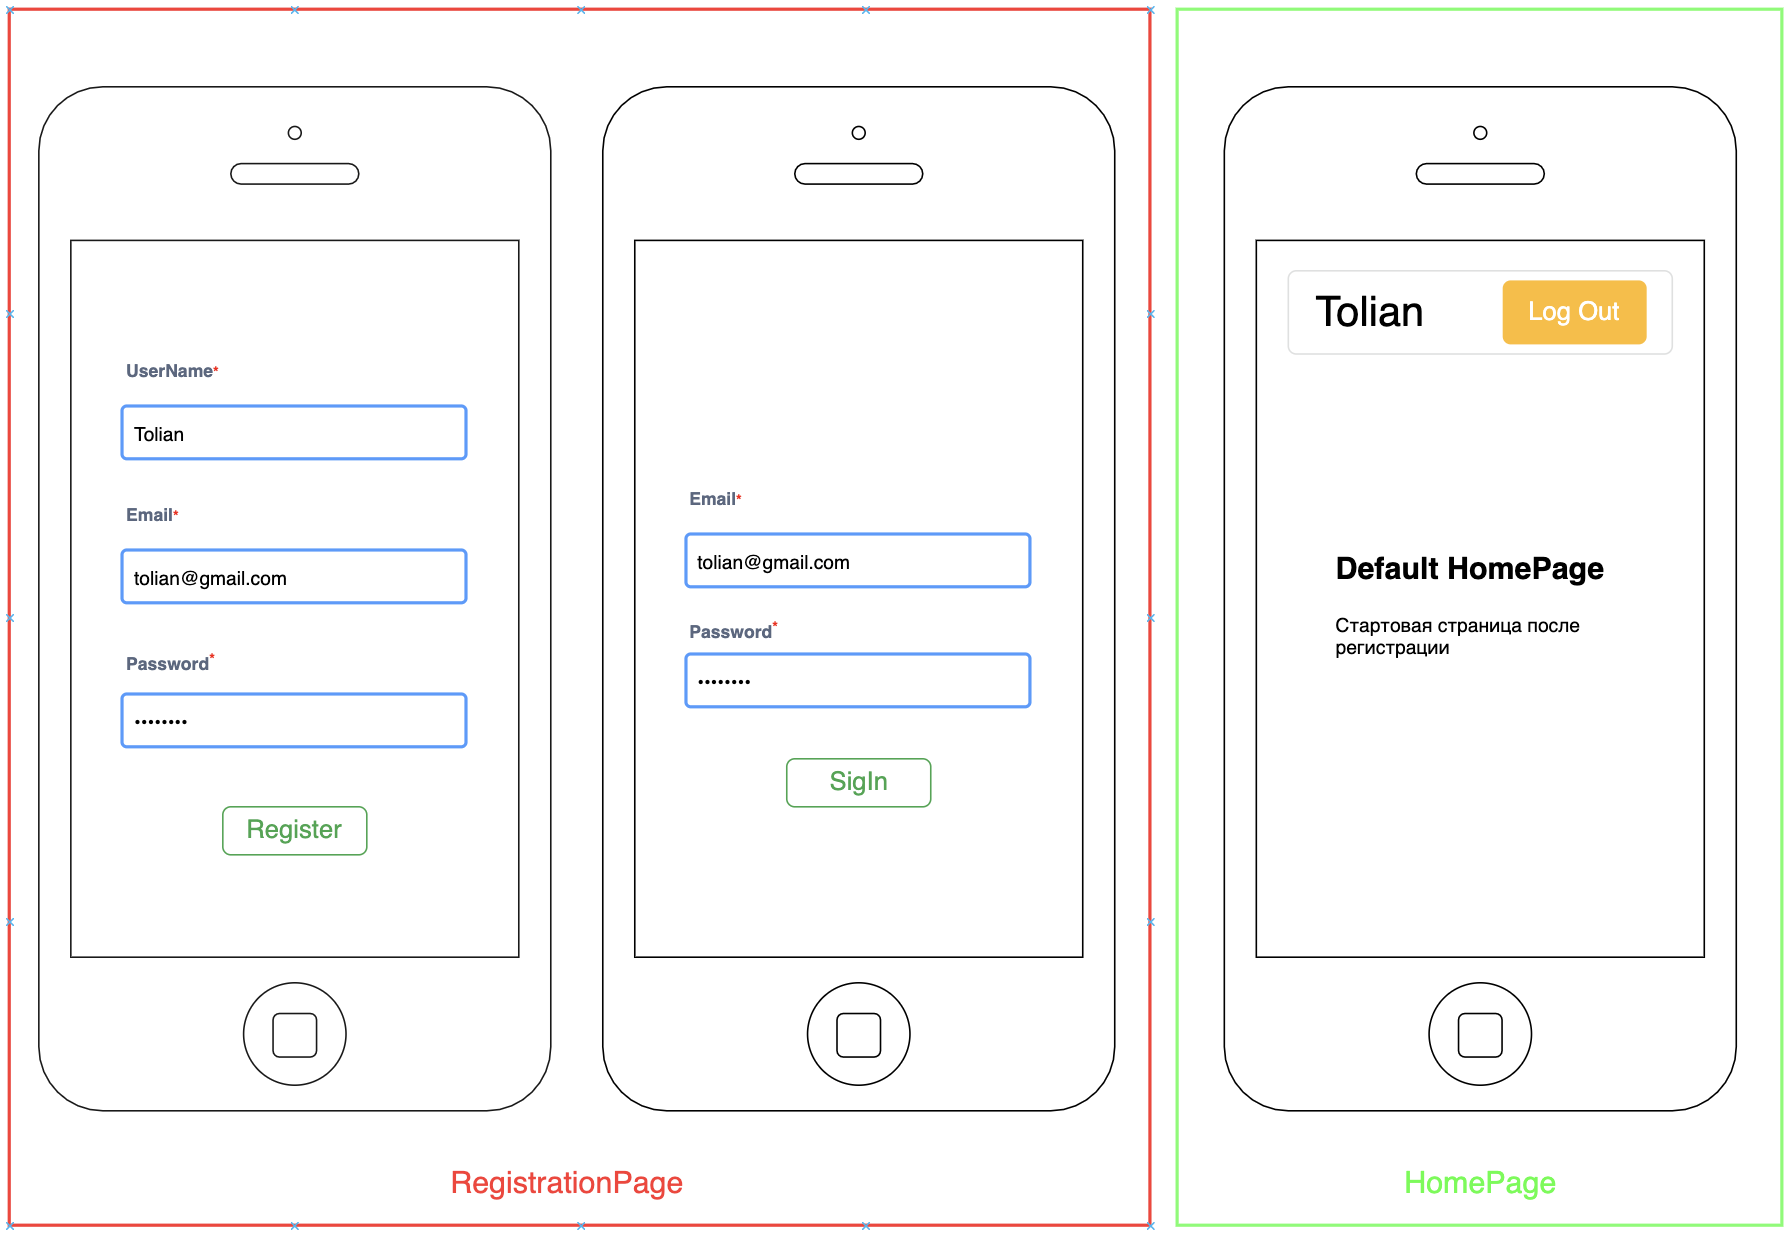 UserName*
Tolian
Email*
tolian@gmail.com
Password*
••••••••
Register
Email*
tolian@gmail.com
Password*
••••••••
SigIn
RegistrationPage
Tolian
Log Out
Default HomePage
Стартовая страница после
регистрации
HomePage